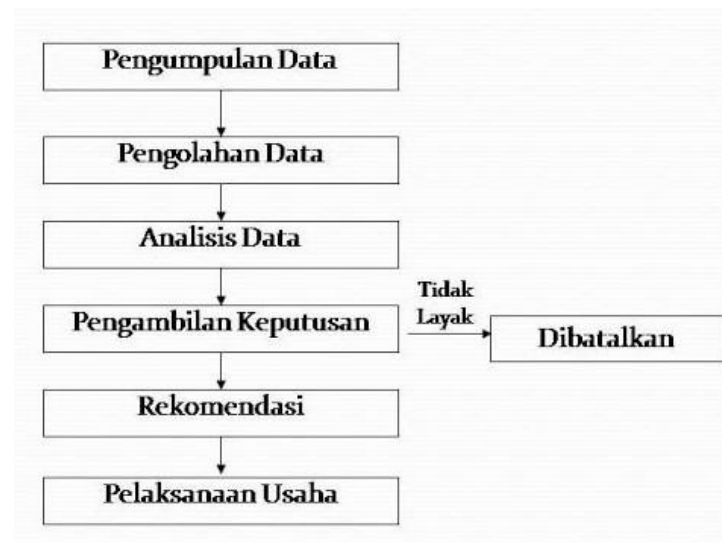 Pengumpulan Data
Pengolahan Data
Analisis Data
Pengambilan Keputusan
Tidak
Layak
Dibatalkan
Rekomendasi
Pelaksanaan Usaha